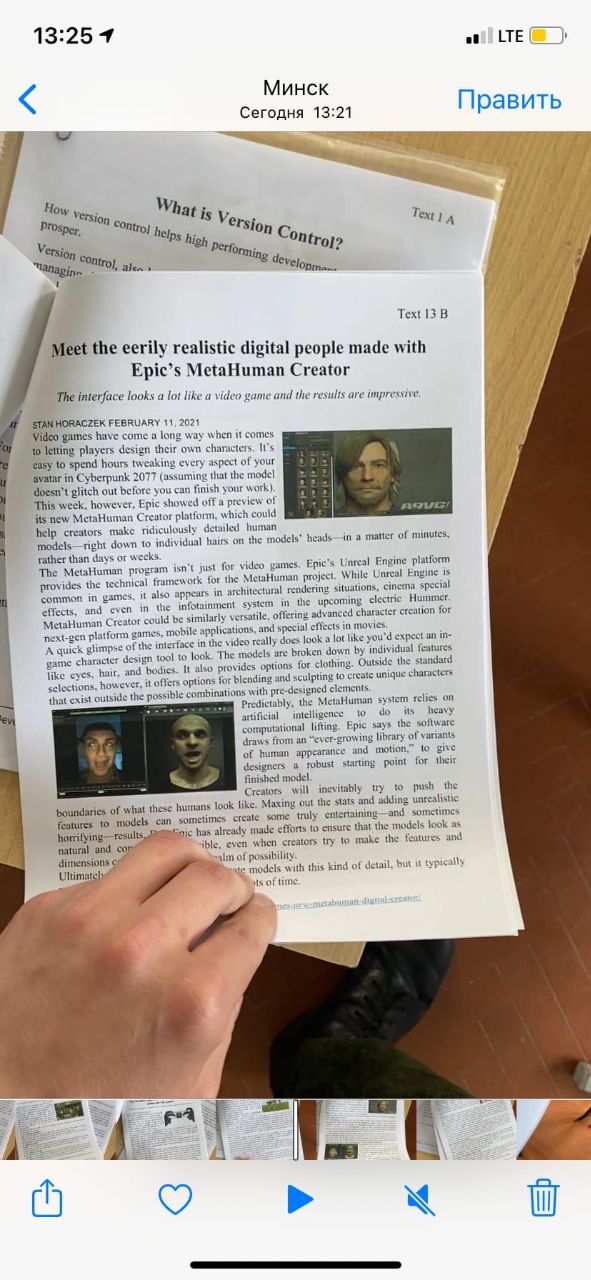 13:25
LTE
Минск
Сегодня 13:21
Править
Text 1 A
What is Version Control?
How version control helps high performing
prosper.
Version control,
Text 13 B
Meet the eerily realistic digital people made with
Epic's MetaHuman Creator
The interface looks a lot like a video game and the results are impressive.
STAN HORACZEK FEBRUARY 11, 2021
Video games have come a long way when it comes
to letting players design their own characters. It's
easy to spend hours tweaking every aspect of your
avatar in Cyberpunk 2077 (assuming that the model
doesn't glitch out before you can finish your work).
This week, however, Epic showed off a preview of
its new MetaHuman Creator platform, which could
help creators make ridiculously detailed human
models—right down to individual hairs on the models' heads—in a matter of minutes,
rather than days or weeks.
The MetaHuman program isn't just for video games. Epic's Unreal Engine platform
provides the technical framework for the MetaHuman project. While Unreal Engine is
common in games, it also appears in architectural rendering situations, cinema special
effects, and even in the infotainment system in the upcoming electric Hummer.
MetaHuman Creator could be similarly versatile, offering advanced character creation for
next-gen platform games, mobile applications, and special effects in movies.
A quick glimpse of the interface in the video really does look a lot like you'd expect an in-
game character design tool to look. The models are broken down by individual features
like eyes, hair, and bodies. It also provides options for clothing. Outside the standard
selections, however, it offers options for blending and sculpting to create unique characters
that exist outside the possible combinations with pre-designed elements.
Predictably, the MetaHuman system relies on
artificial intelligence to do its heavy
computational lifting. Epic says the software
draws from an "ever-growing library of variants
of human appearance and motion," to give
designers a robust starting point for their
finished model.
Creators will inevitably try to push the
boundaries of what these humans look like. Maxing out the stats and adding unrealistic
features to models can sometimes create some truly entertaining—and sometimes
horrifying—results. Epic has already made efforts to ensure that the models look as
natural and even when creators try to make the features and
dimensions of possibility.
models with this kind of detail, but it typically
of time.
new-metahuman-digital-creator/